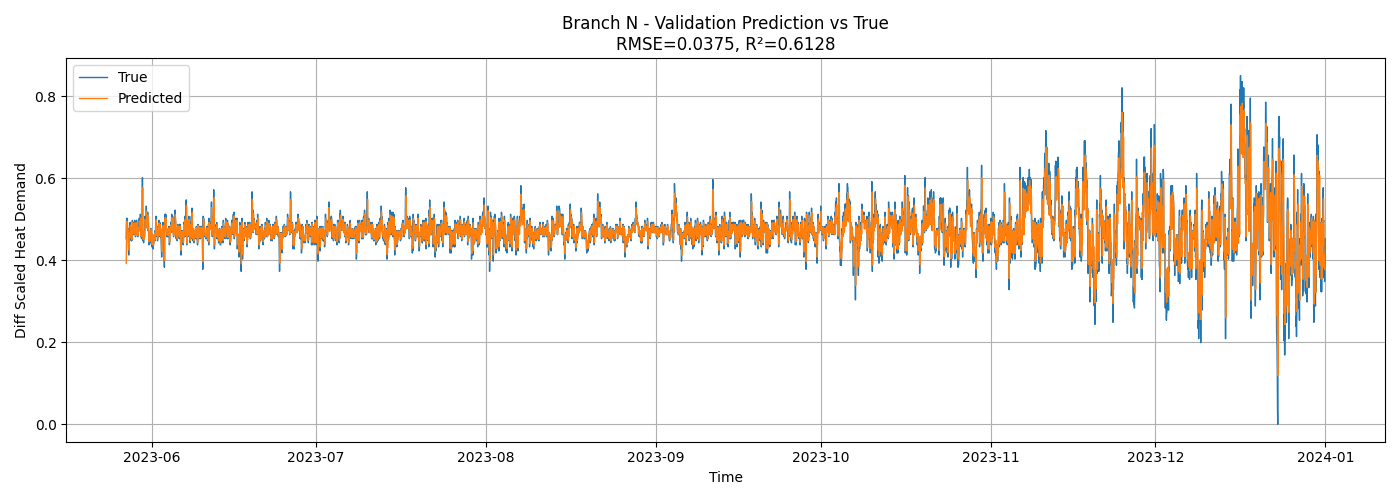 Branch N - Validation Prediction vs True
RMSE=0.0375, R²=0.6128
True
Predicted
Diff Scaled Heat Demand
0.8
0.6
0.4
0.2
0.0
2023-06
2023-07
2023-08
2023-09
2023-10
2023-11
2023-12
2024-01
Time